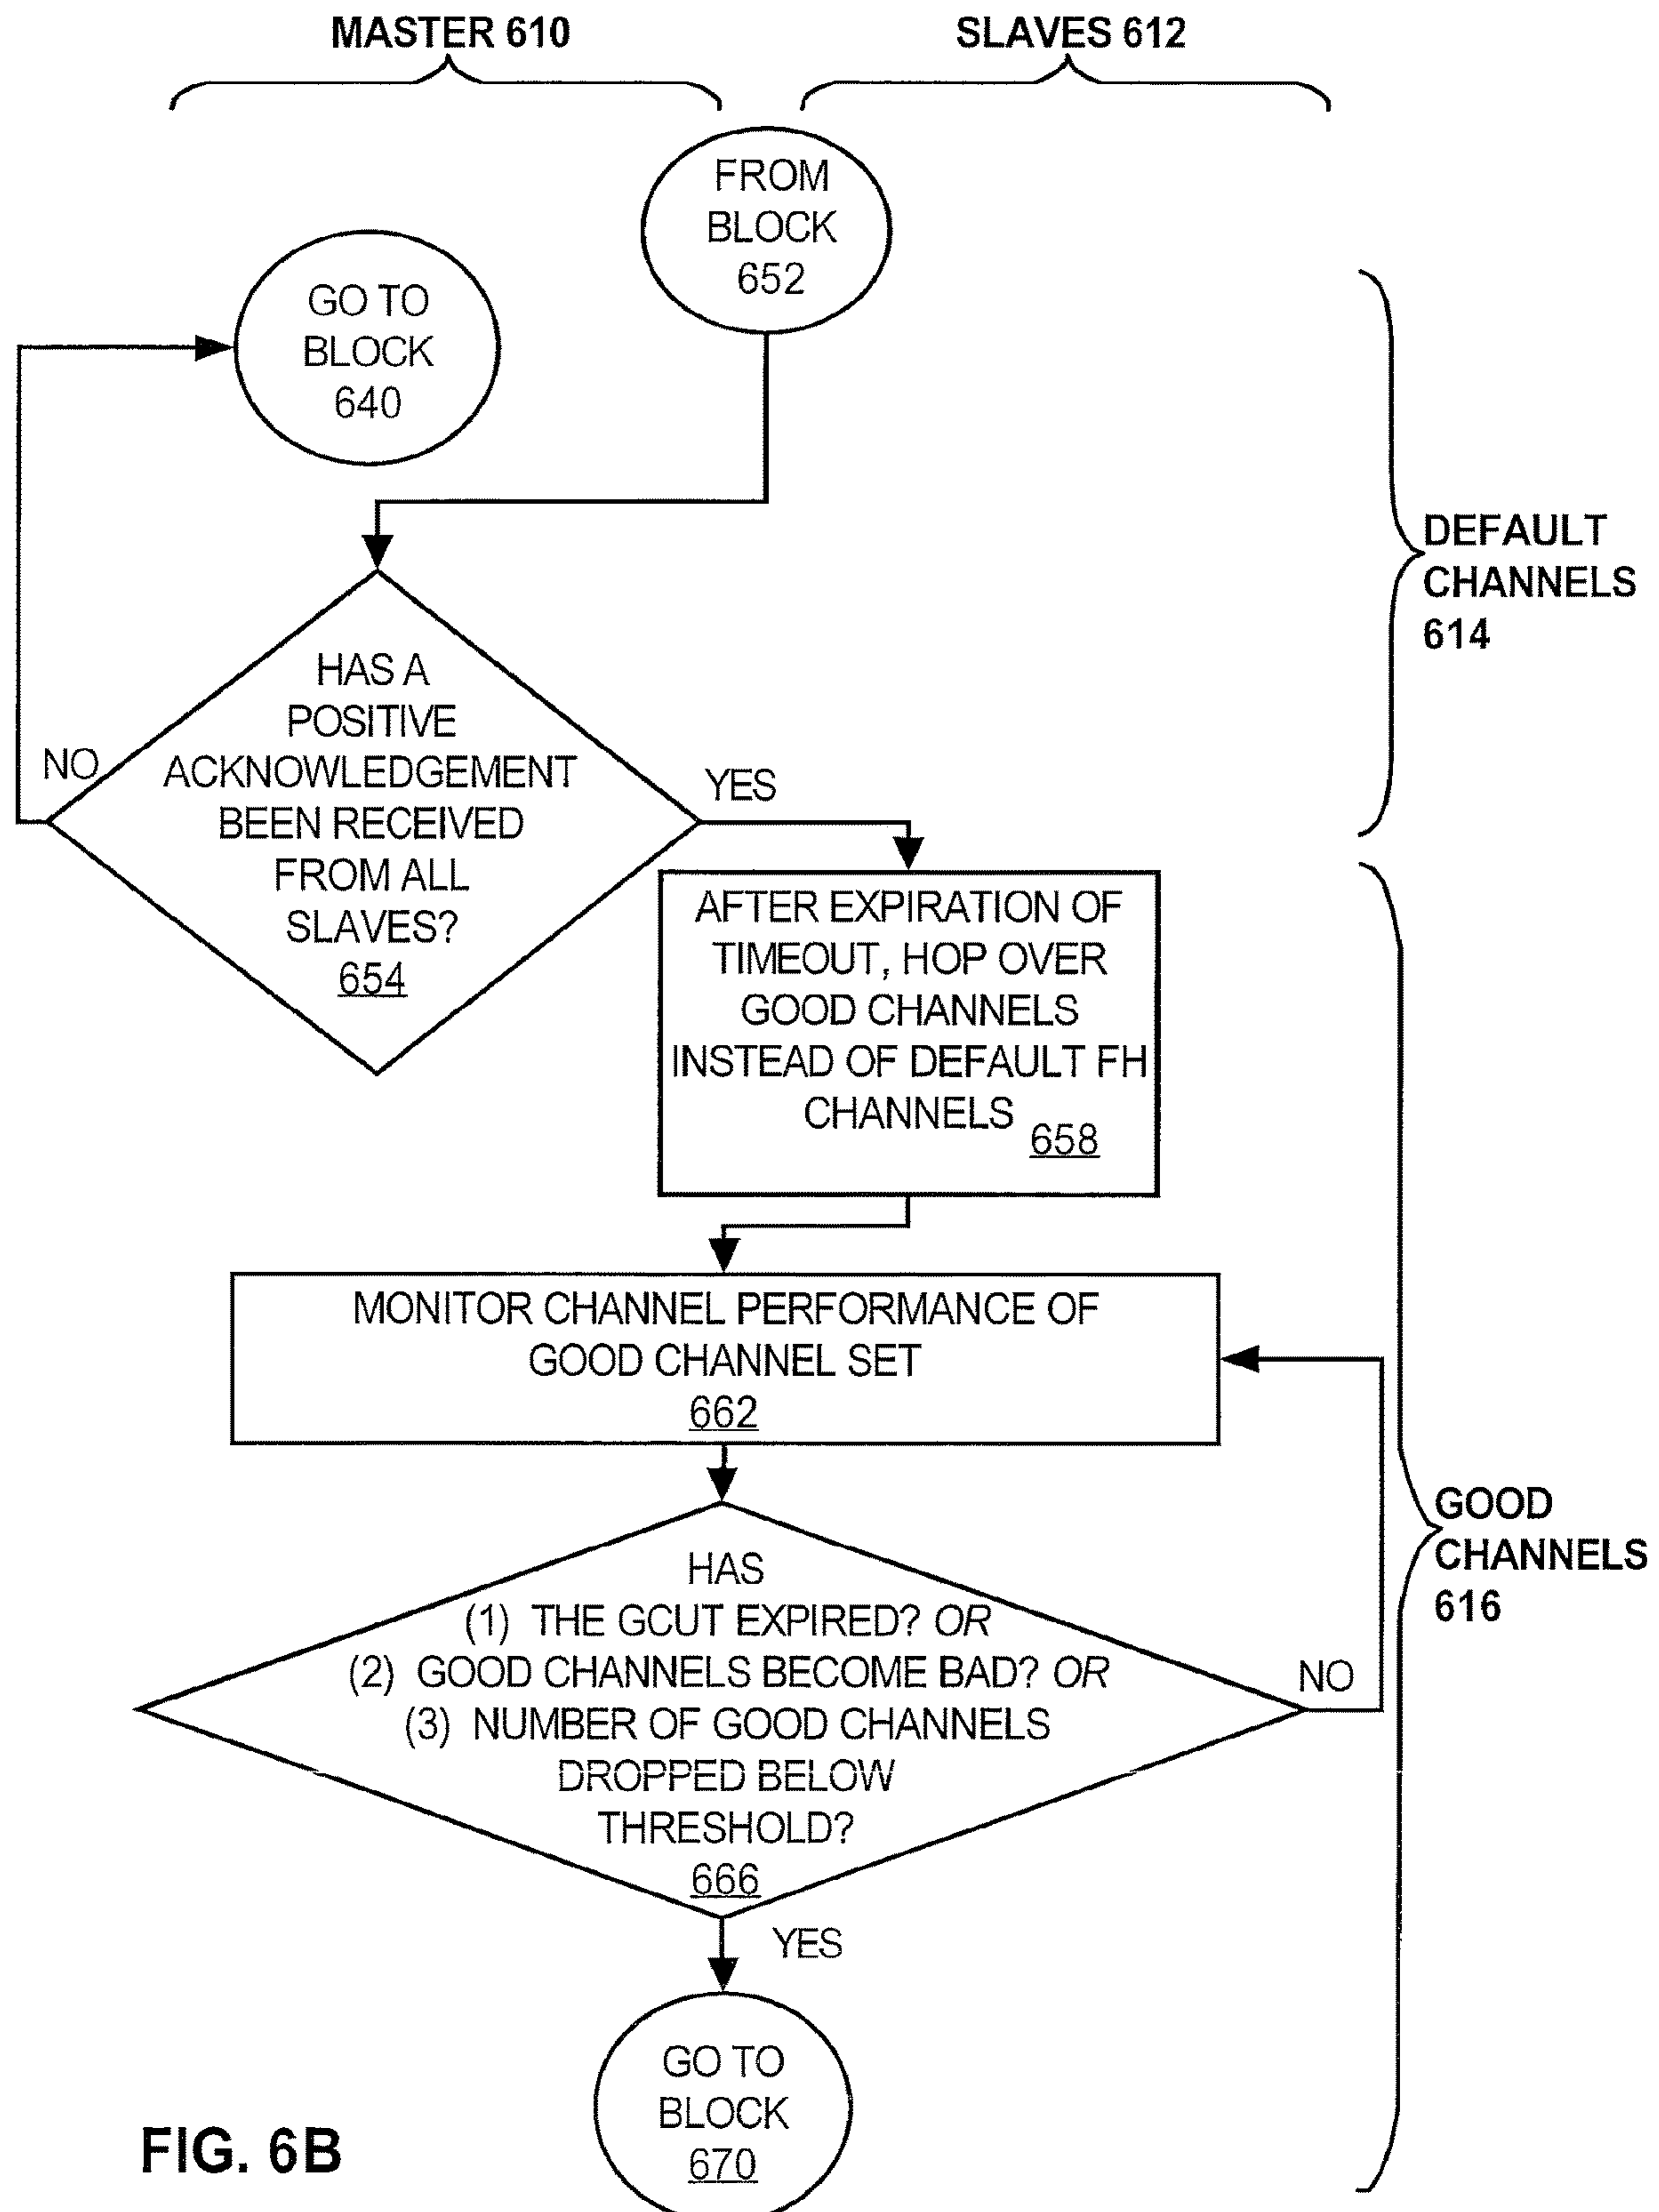 MASTER 610
SLAVES 612
FROM
BLOCK
652
GO TO
BLOCK
640
DEFAULT
CHANNELS
614
HAS A
POSITIVE
ACKNOWLEDGEMENT
BEEN RECEIVED
FROM ALL
SLAVES?
654
NO
YES
AFTER EXPIRATION OF
TIMEOUT, HOP OVER
GOOD CHANNELS
INSTEAD OF DEFAULT FH
CHANNELS
658
MONITOR CHANNEL PERFORMANCE OF
GOOD CHANNEL SET
662
GOOD
CHANNELS
616
HAS
(1) THE GCUT EXPIRED? OR
(2) GOOD CHANNELS BECOME BAD? OR
(3) NUMBER OF GOOD CHANNELS
DROPPED BELOW
THRESHOLD?
666
NO
YES
GO TO
BLOCK
670
FIG. 6B